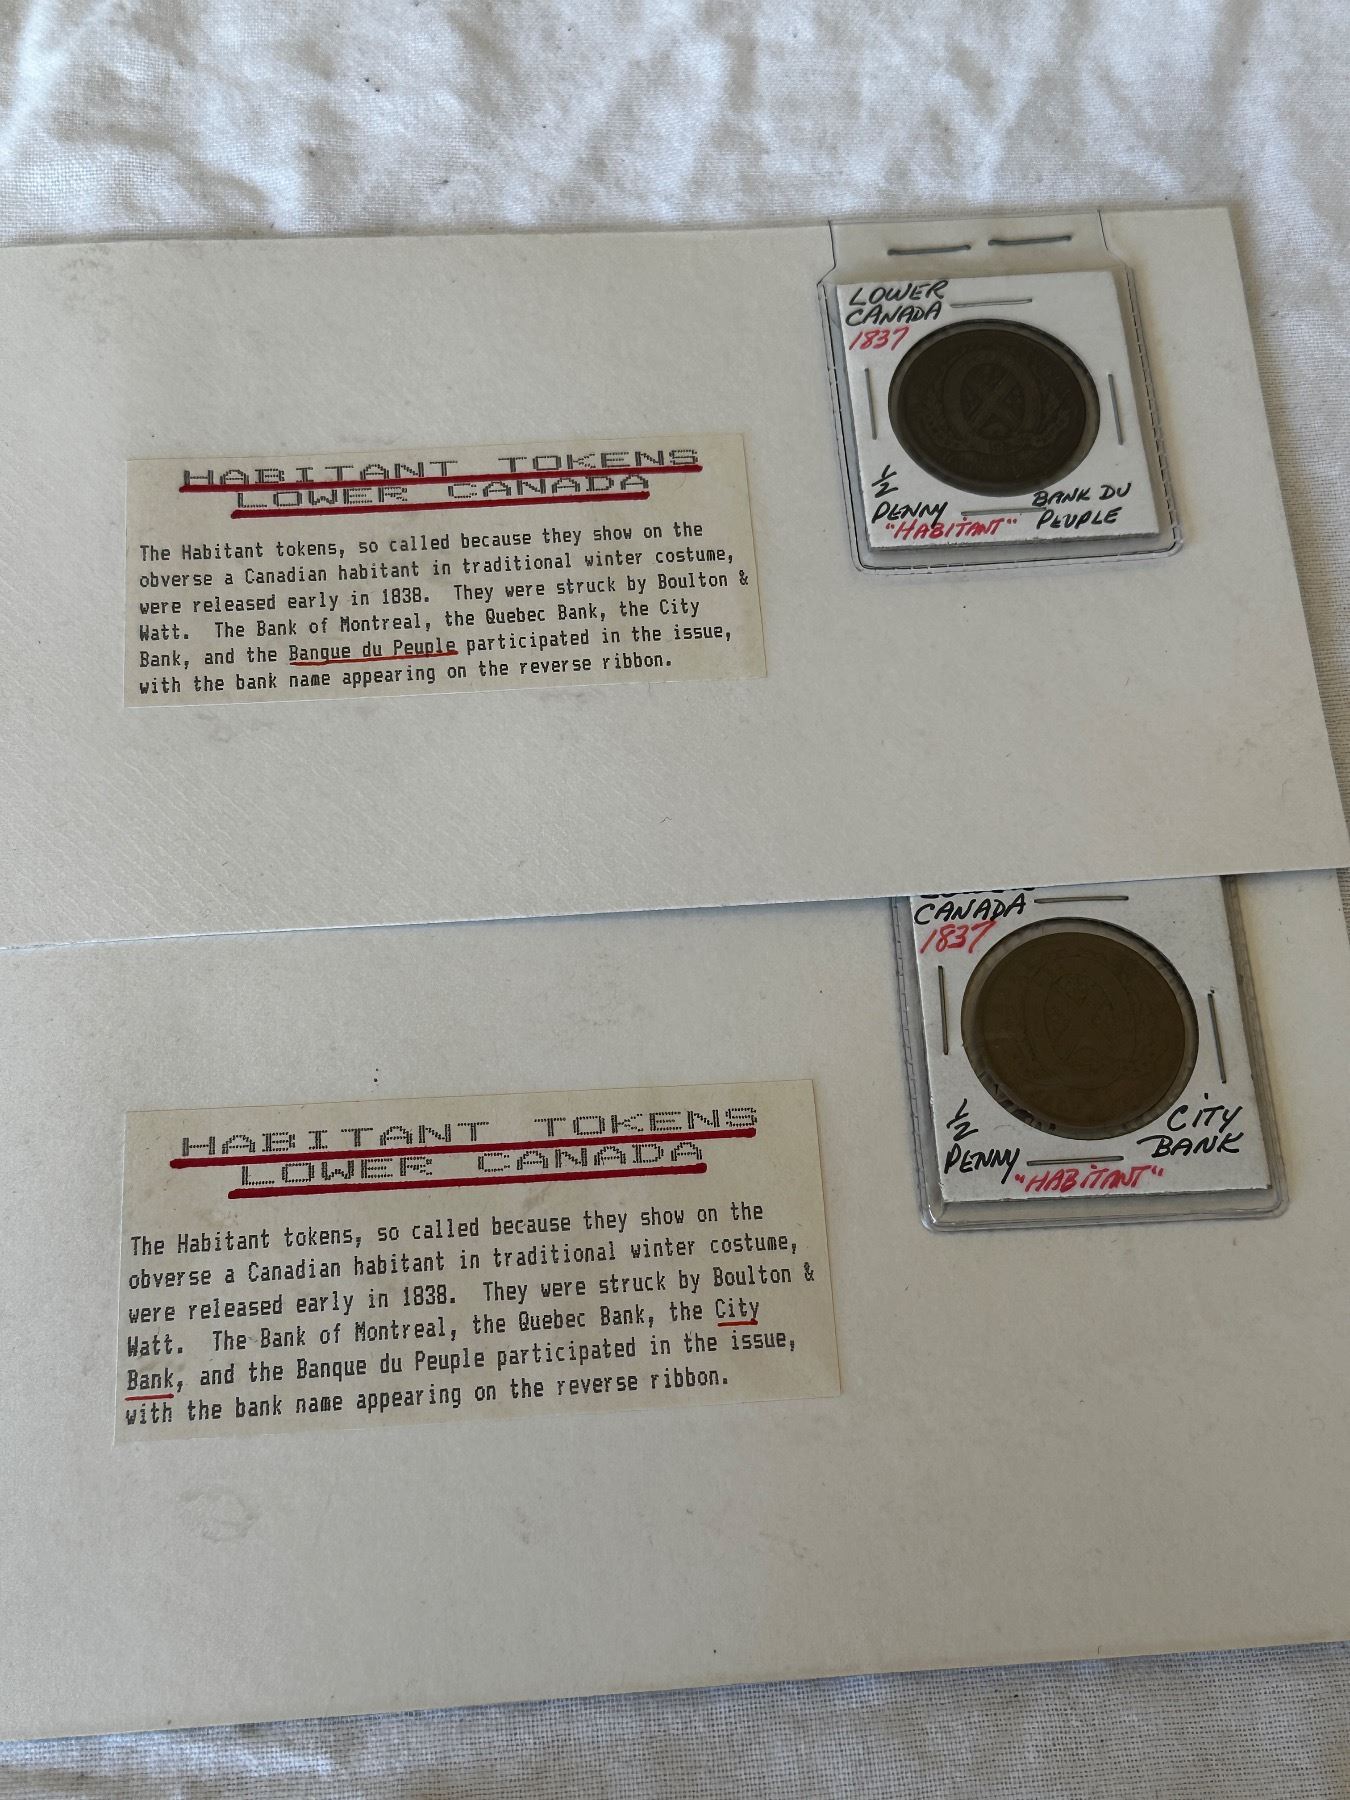 LOWER
CANADA
1837
1/2
PENNY
"HABITANT"
BANK DU
PEUPLE
HABITANT TOKENS
LOWER CANADA
The Habitant tokens, so called because they show on the
obverse a Canadian habitant in traditional winter costume,
were released early in 1838. They were struck by Boulton &
Watt. The Bank of Montreal, the Quebec Bank, the City
Bank, and the Banque du Peuple participated in the issue,
with the bank name appearing on the reverse ribbon.
CANADA
1837
1/2
PENNY
"HABITANT"
CITY
BANK
HABITANT TOKENS
LOWER CANADA
The Habitant tokens, so called because they show on the
obverse a Canadian habitant in traditional winter costume,
were released early in 1838. They were struck by Boulton &
Watt. The Bank of Montreal, the Quebec Bank, the City
Bank, and the Banque du Peuple participated in the issue,
with the bank name appearing on the reverse ribbon.